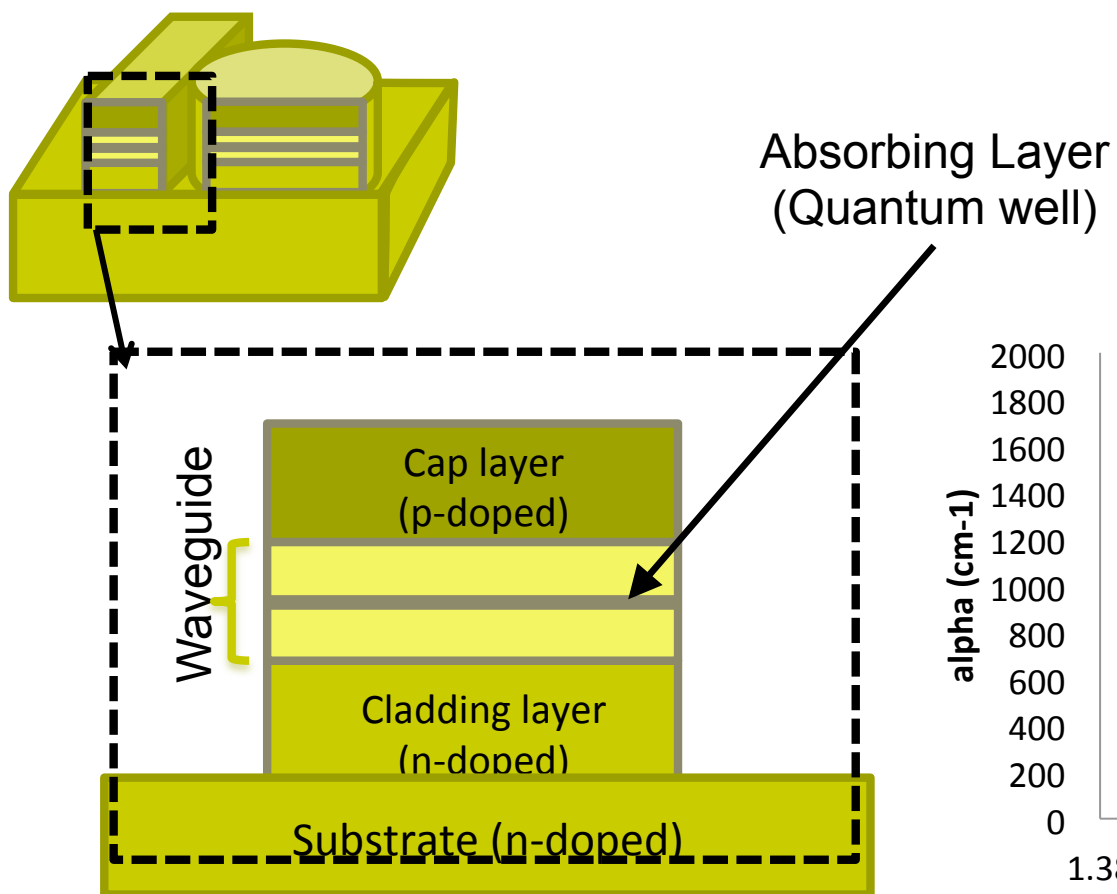 Absorbing Layer
(Quantum well)
Waveguide
Cap layer
(p-doped)
Cladding layer
(n-doped)
Substrate (n-doped)
alpha (cm-1)
2000
1800
1600
1400
1200
1000
800
600
400
200
0